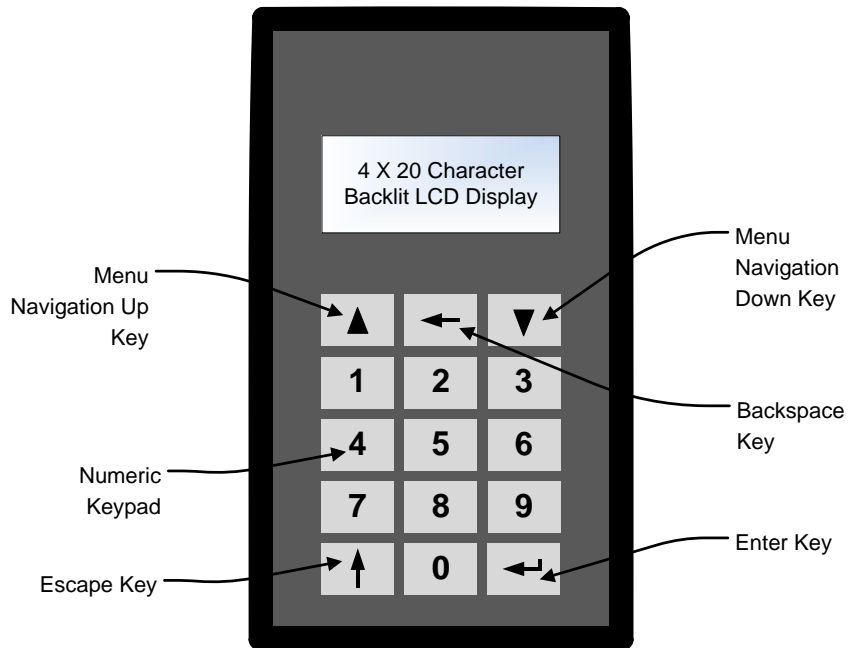 4 X 20 Character
Backlit LCD Display
Menu
Navigation Up
Key
Menu
Navigation
Down Key
1 2 3
Backspace
Key
4 5 6
Numeric
Keypad
7 8 9
Enter Key
Escape Key
0